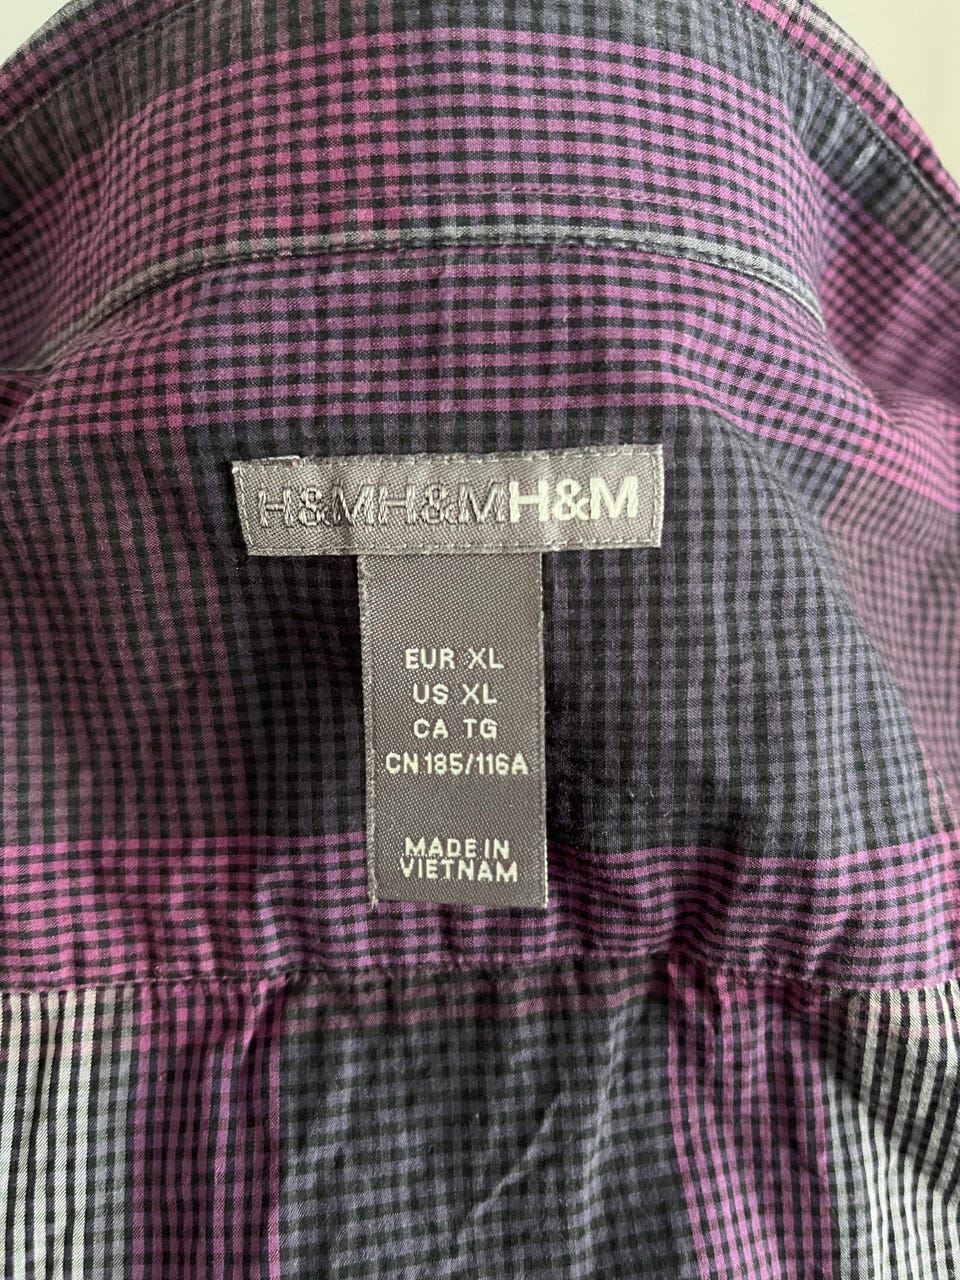 H&MH&MH&M
EUR XL
US XL
CA TG
CN 185/116A
MADE IN
VIETNAM